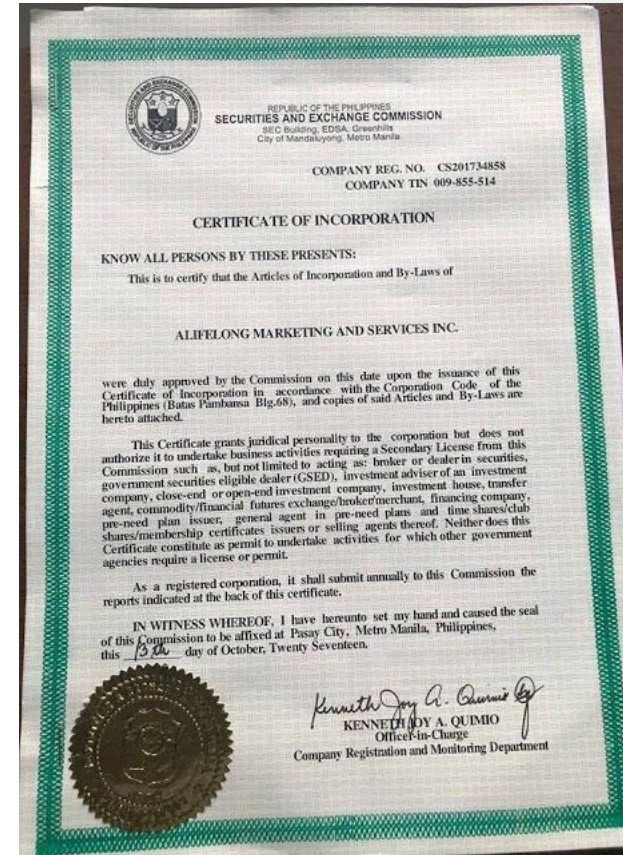 REPUBLIC OF THE PHILIPPINES
SECURITIES AND EXCHANGE COMMISSION
SEC Building, EDSA, Greenhills
City of Mandaluyong, Metro Manila
COMPANY REG. NO. CS201734858
COMPANY TIN 009-855-514
CERTIFICATE OF INCORPORATION
KNOW ALL PERSONS BY THESE PRESENTS:
This is to certify that the Articles of Incorporation and By-Laws of
ALIFELONG MARKETING AND SERVICES INC.
were duly approved by the Commission on this date upon the issuance of this
Certificate of Incorporation in accordance with the Corporation Code of the
Philippines (Batas Pambansa Blg.68), and copies of said Articles and By-Laws are
hereto attached.
This Certificate grants juridical personality to the corporation but does not
authorize it to undertake business activities requiring a Secondary License from this
Commission such as, but not limited to acting as: broker or dealer in securities,
government securities eligible dealer (GSED), investment adviser of an investment
company, close-end or open-end investment company, investment house, transfer
agent, commodity/financial futures exchange/broker/merchant, financing company,
pre-need plan issuer, general agent in pre-need plans and time shares/club
shares/membership certificates issuers or selling agents thereof. Neither does this
Certificate constitute as permit to undertake activities for which other government
agencies require a license or permit.
As a registered corporation, it shall submit annually to this Commission the
reports indicated at the back of this certificate.
IN WITNESS WHEREOF, I have hereunto set my hand and caused the seal
of this Commission to be affixed at Pasay City, Metro Manila, Philippines,
this 13th day of October, Twenty Seventeen.
Kenneth Joy A. Quimio
KENNETH JOY A. QUIMIO
Officer-in-Charge
Company Registration and Monitoring Department